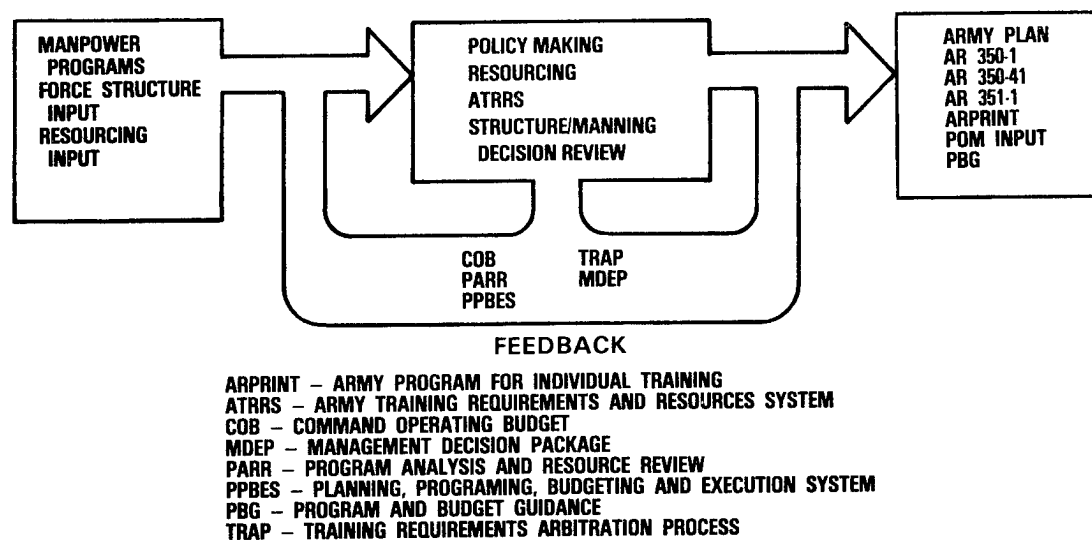 MANPOWER
PROGRAMS
FORCE STRUCTURE
INPUT
RESOURCING
INPUT
POLICY MAKING
RESOURCING
ATRRS
STRUCTURE/MANNING
DECISION REVIEW
ARMY PLAN
AR 350-1
AR 350-41
AR 351-1
ARPRINT
POM INPUT
PBG
COB
PARR
PPBES
TRAP
MDEP
FEEDBACK
ARPRINT – ARMY PROGRAM FOR INDIVIDUAL TRAINING
ATRRS – ARMY TRAINING REQUIREMENTS AND RESOURCES SYSTEM
COB – COMMAND OPERATING BUDGET
MDEP – MANAGEMENT DECISION PACKAGE
PARR – PROGRAM ANALYSIS AND RESOURCE REVIEW
PPBES – PLANNING, PROGRAMING, BUDGETING AND EXECUTION SYSTEM
PBG – PROGRAM AND BUDGET GUIDANCE
TRAP – TRAINING REQUIREMENTS ARBITRATION PROCESS